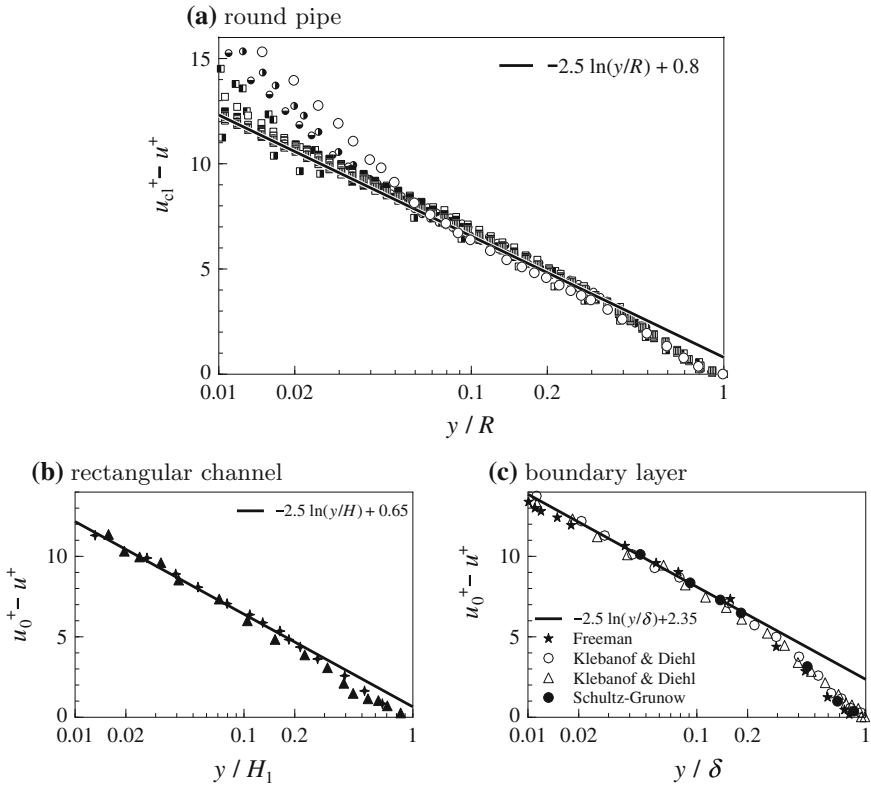 (a) round pipe
15
10
5
0
u_cl^+ − u^+
−2.5 ln(y/R) + 0.8
0.01
0.02
0.1
0.2
1
y / R
(b) rectangular channel
10
5
0
u_0^+ − u^+
−2.5 ln(y/H) + 0.65
0.01
0.02
0.1
0.2
1
y / H_1
(c) boundary layer
10
5
0
u_0^+ − u^+
−2.5 ln(y/δ)+2.35
Freeman
Klebanof & Diehl
Klebanof & Diehl
Schultz-Grunow
0.01
0.02
0.1
0.2
1
y / δ